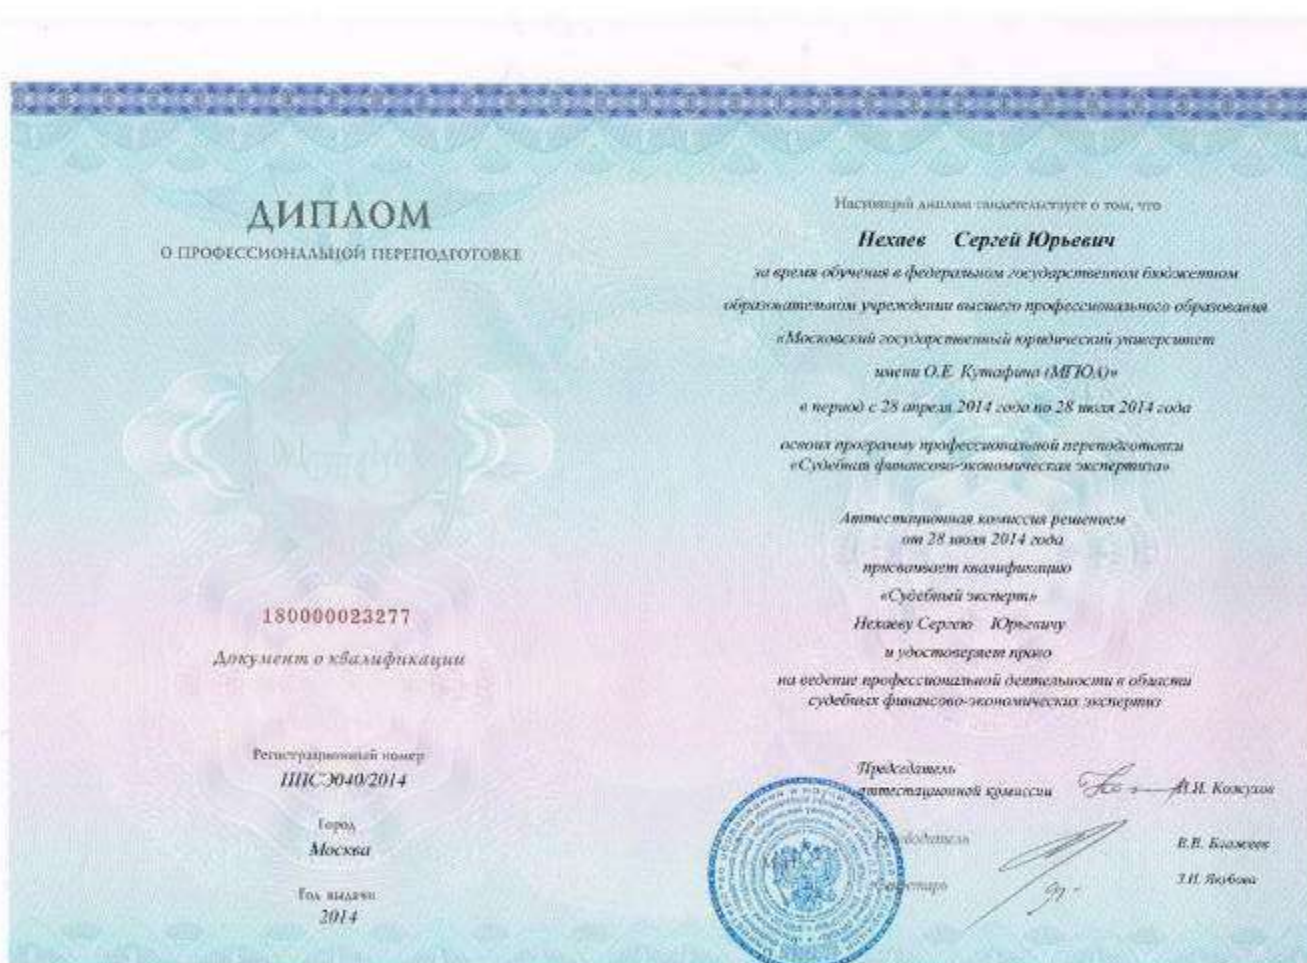 ДИПЛОМ
О ПРОФЕССИОНАЛЬНОЙ ПЕРЕПОДГОТОВКЕ
180000023277
Документ о квалификации
Регистрационный номер
ППСЭ040/2014
Город
Москва
Год выдачи
2014
Настоящий диплом свидетельствует о том, что
Нехаев Сергей Юрьевич
за время обучения в федеральном государственном бюджетном
образовательном учреждении высшего профессионального образования
«Московский государственный юридический университет
имени О.Е. Кутафина (МГЮА)»
в период с 28 апреля 2014 года по 28 июля 2014 года
освоил программу профессиональной переподготовки
«Судебная финансово-экономическая экспертиза»
Аттестационная комиссия решением
от 28 июля 2014 года
присваивает квалификацию
«Судебный эксперт»
Нехаеву Сергею Юрьевичу
и удостоверяет право
на ведение профессиональной деятельности в области
судебных финансово-экономических экспертиз
Председатель
аттестационной комиссии
Руководитель
В.В. Блажеев
Секретарь